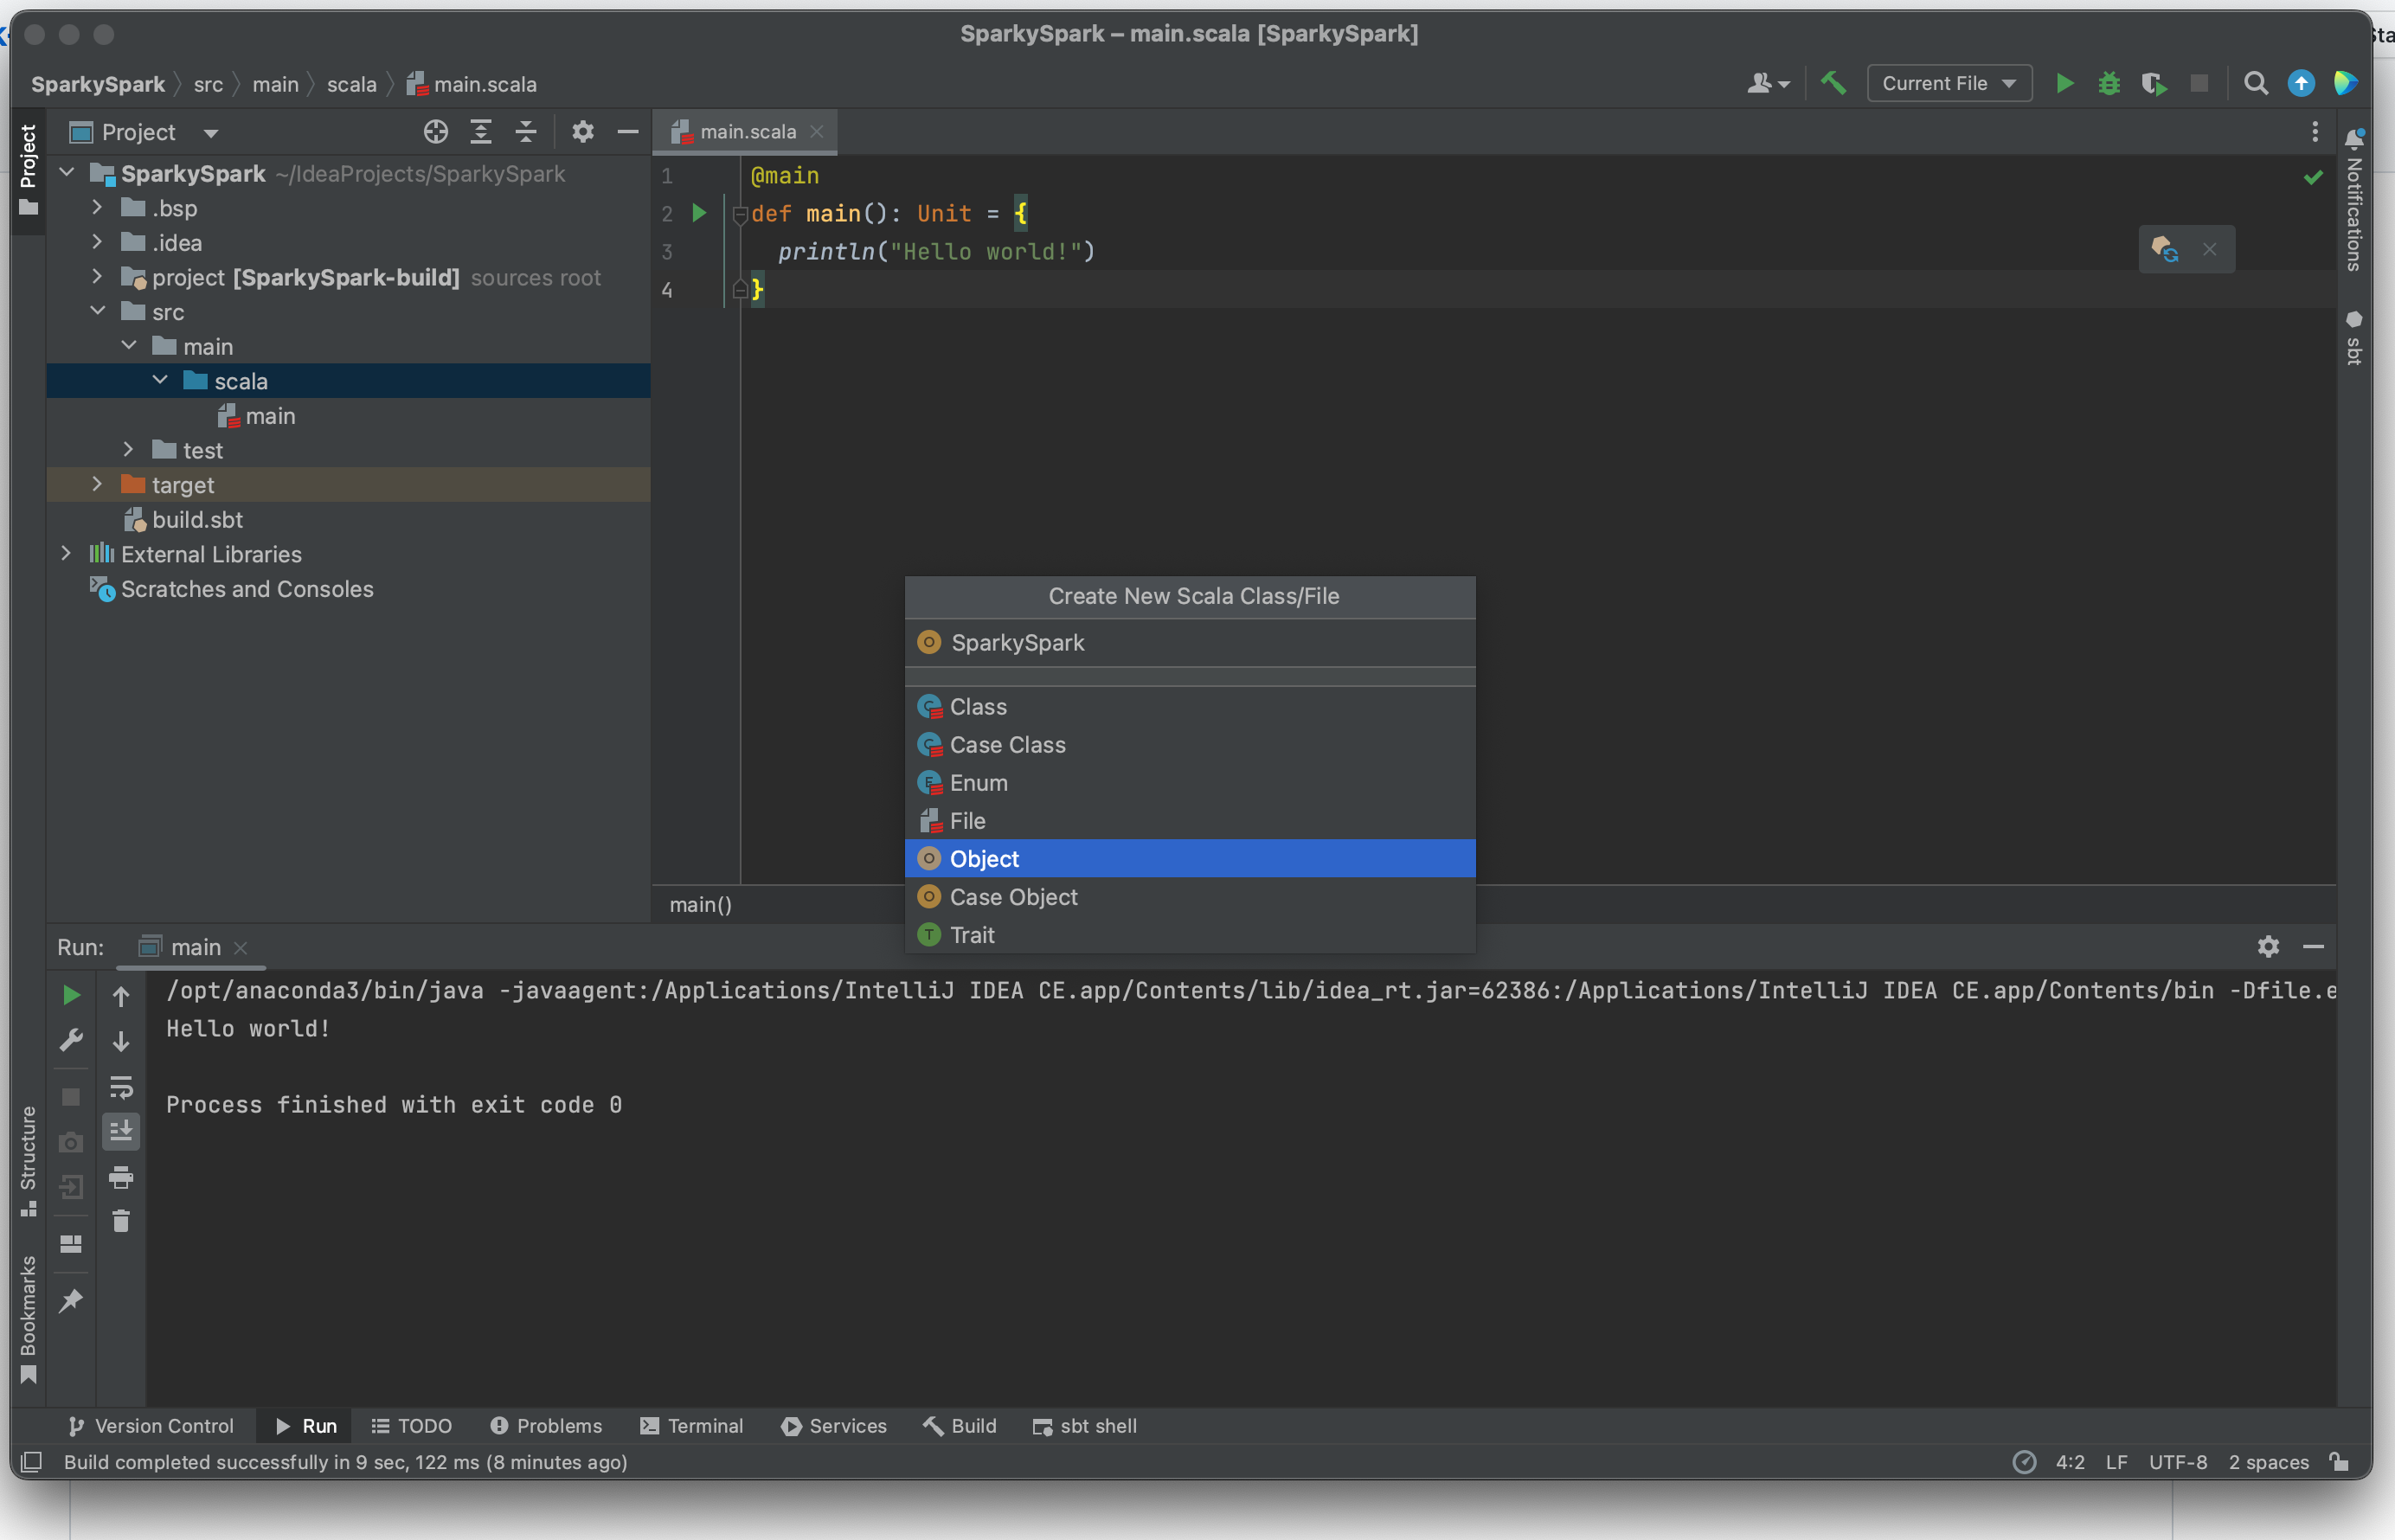 SparkySpark – main.scala [SparkySpark]
SparkySpark
src
main
scala
main.scala
Current File
Project
Project
SparkySpark ~/IdeaProjects/SparkySpark
.bsp
.idea
project [SparkySpark-build] sources root
src
main
scala
main
test
target
build.sbt
External Libraries
Scratches and Consoles
main.scala
1 @main
2 def main(): Unit = {
3 println("Hello world!")
4 }
main()
Notifications
sbt
Create New Scala Class/File
SparkySpark
Class
Case Class
Enum
File
Object
Case Object
Trait
Run: main
/opt/anaconda3/bin/java -javaagent:/Applications/IntelliJ IDEA CE.app/Contents/lib/idea_rt.jar=62386:/Applications/IntelliJ IDEA CE.app/Contents/bin -Dfile.e
Hello world!
Process finished with exit code 0
Structure
Bookmarks
Version Control
Run
TODO
Problems
Terminal
Services
Build
sbt shell
Build completed successfully in 9 sec, 122 ms (8 minutes ago)
4:2 LF UTF-8 2 spaces